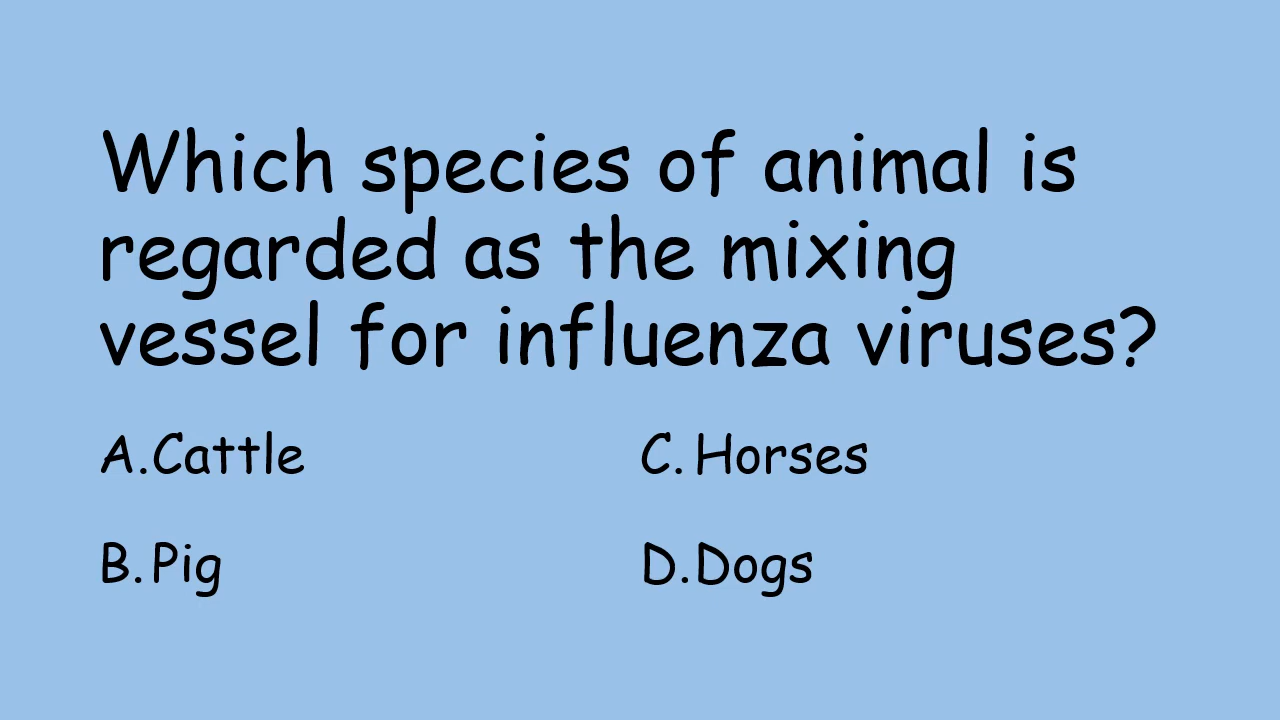 Which species of animal is
regarded as the mixing
vessel for influenza viruses?
A.Cattle
B.Pig
C.Horses
D.Dogs